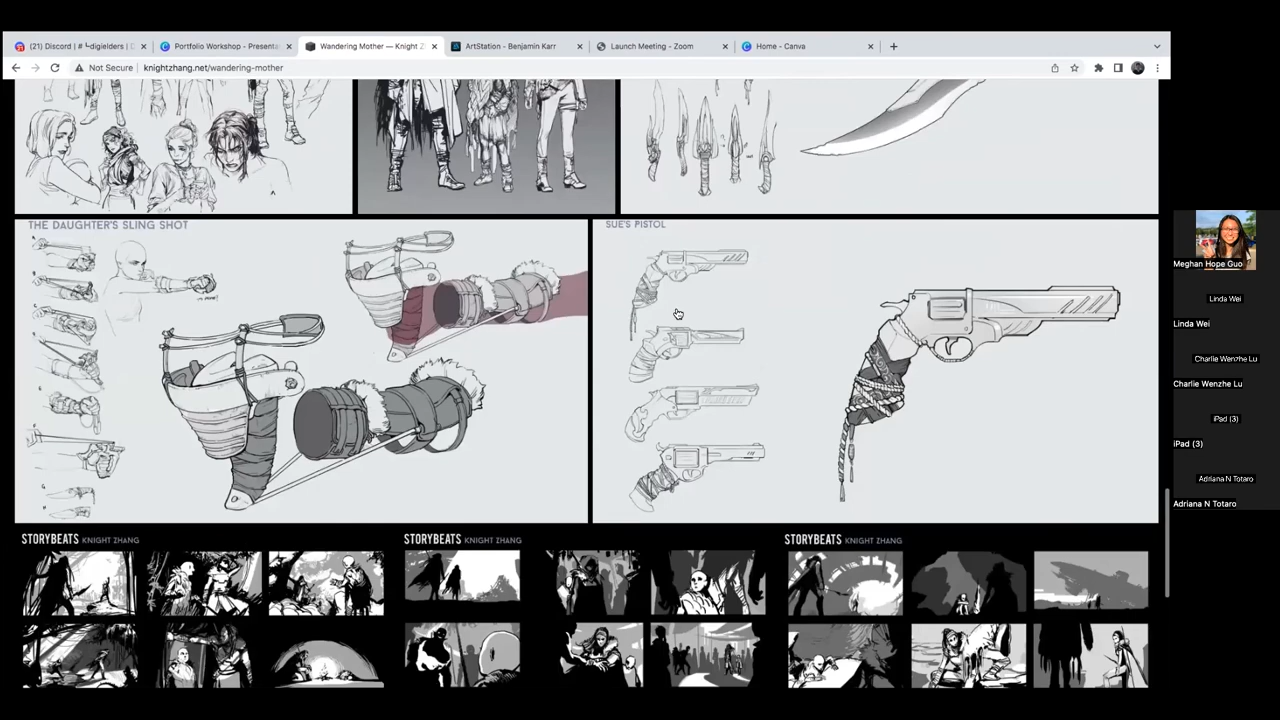 (21) Discord | # └digielders | D
Portfolio Workshop - Presenta
Wandering Mother — Knight Z
ArtStation - Benjamin Karr
Launch Meeting - Zoom
Home - Canva
Not Secure
knightzhang.net/wandering-mother
THE DAUGHTER'S SLING SHOT
SUE'S PISTOL
STORYBEATS KNIGHT ZHANG
STORYBEATS KNIGHT ZHANG
STORYBEATS KNIGHT ZHANG
Meghan Hope Guo
Linda Wei
Linda Wei
Charlie Wenzhe Lu
Charlie Wenzhe Lu
iPad (3)
iPad (3)
Adriana N Totaro
Adriana N Totaro